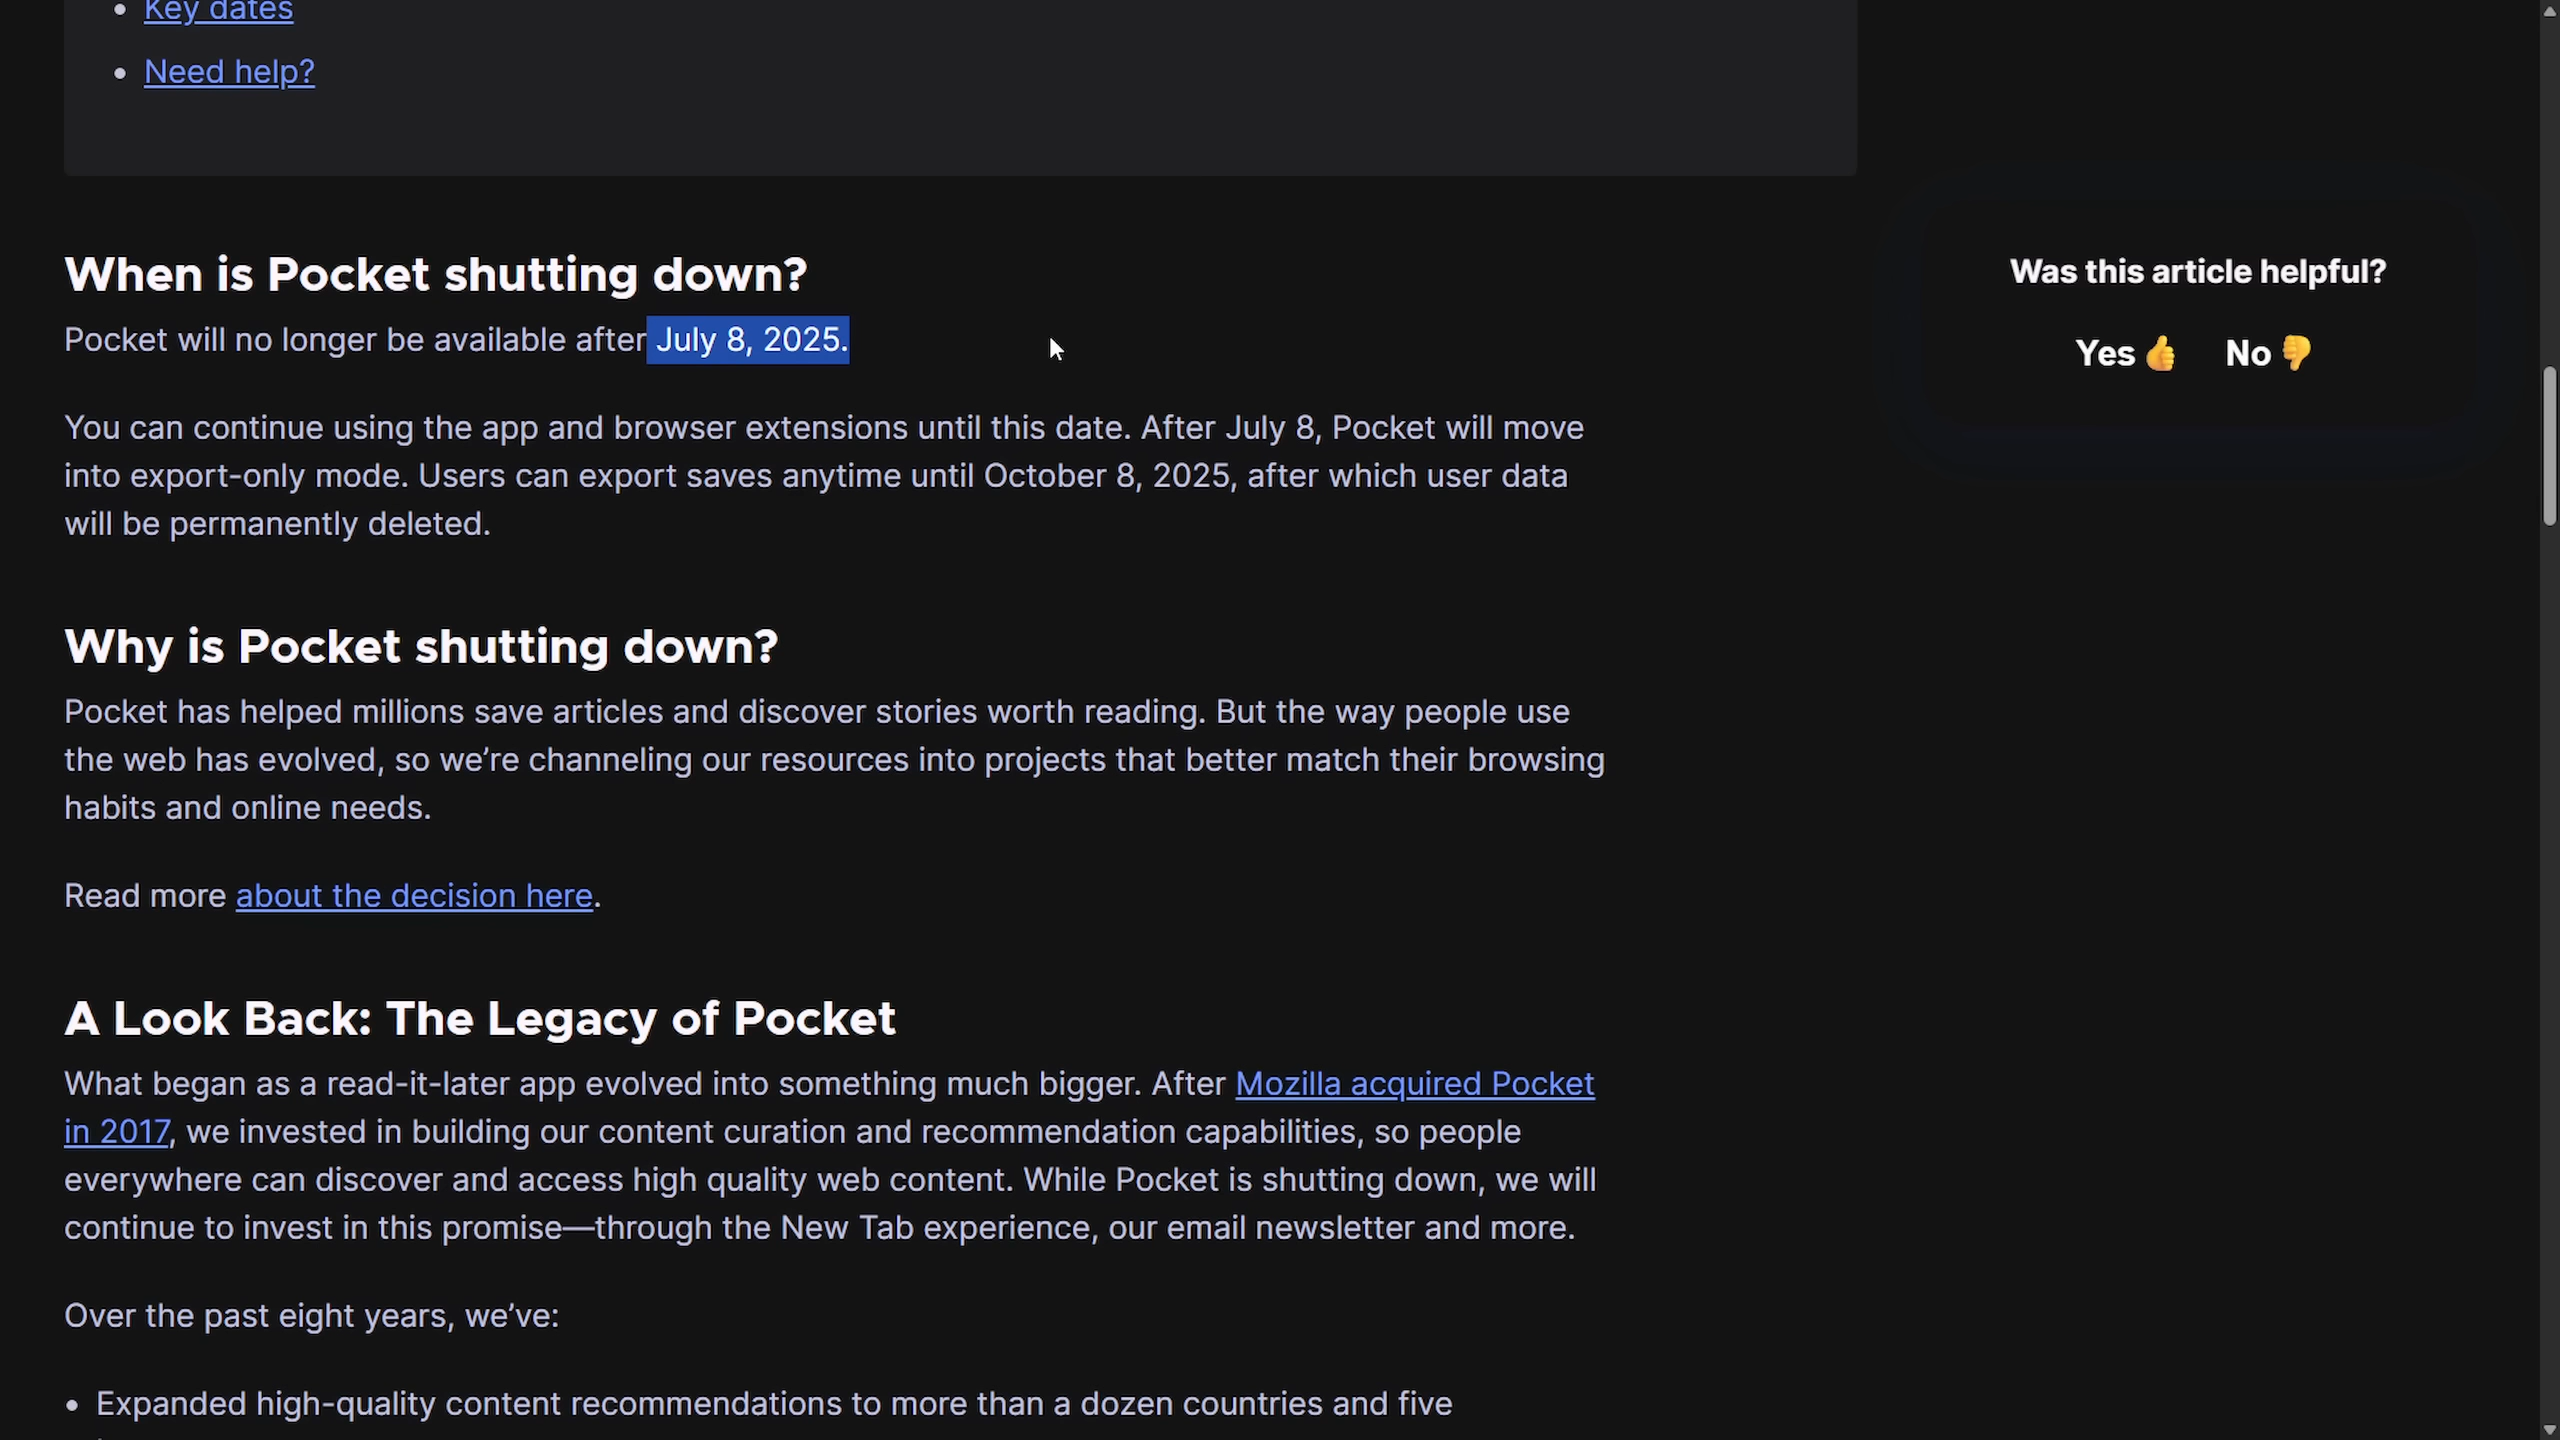 Key dates
Need help?
When is Pocket shutting down?
Pocket will no longer be available after July 8, 2025.
Was this article helpful?
Yes 👍 No 👎
You can continue using the app and browser extensions until this date. After July 8, Pocket will move
into export-only mode. Users can export saves anytime until October 8, 2025, after which user data
will be permanently deleted.
Why is Pocket shutting down?
Pocket has helped millions save articles and discover stories worth reading. But the way people use
the web has evolved, so we’re channeling our resources into projects that better match their browsing
habits and online needs.
Read more about the decision here.
A Look Back: The Legacy of Pocket
What began as a read-it-later app evolved into something much bigger. After Mozilla acquired Pocket
in 2017, we invested in building our content curation and recommendation capabilities, so people
everywhere can discover and access high quality web content. While Pocket is shutting down, we will
continue to invest in this promise—through the New Tab experience, our email newsletter and more.
Over the past eight years, we’ve:
Expanded high-quality content recommendations to more than a dozen countries and five